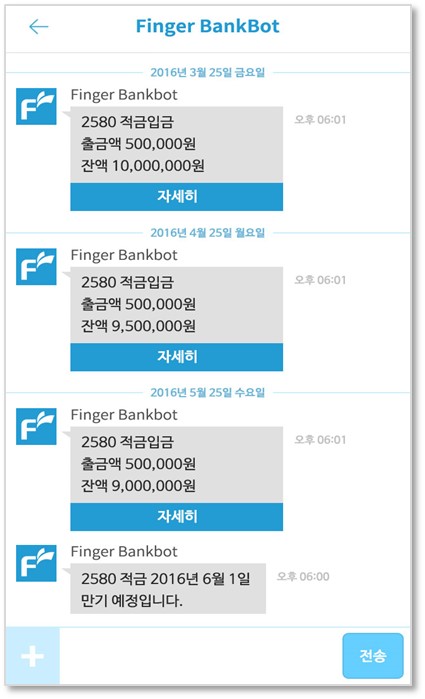 Finger BankBot
2016년 3월 25일 금요일
Finger Bankbot
2580 적금입금
출금액 500,000원
잔액 10,000,000원
오후 06:01
자세히
2016년 4월 25일 월요일
Finger Bankbot
2580 적금입금
출금액 500,000원
잔액 9,500,000원
오후 06:01
자세히
2016년 5월 25일 수요일
Finger Bankbot
2580 적금입금
출금액 500,000원
잔액 9,000,000원
오후 06:01
자세히
Finger Bankbot
2580 적금 2016년 6월 1일
만기 예정입니다.
오후 06:00
전송